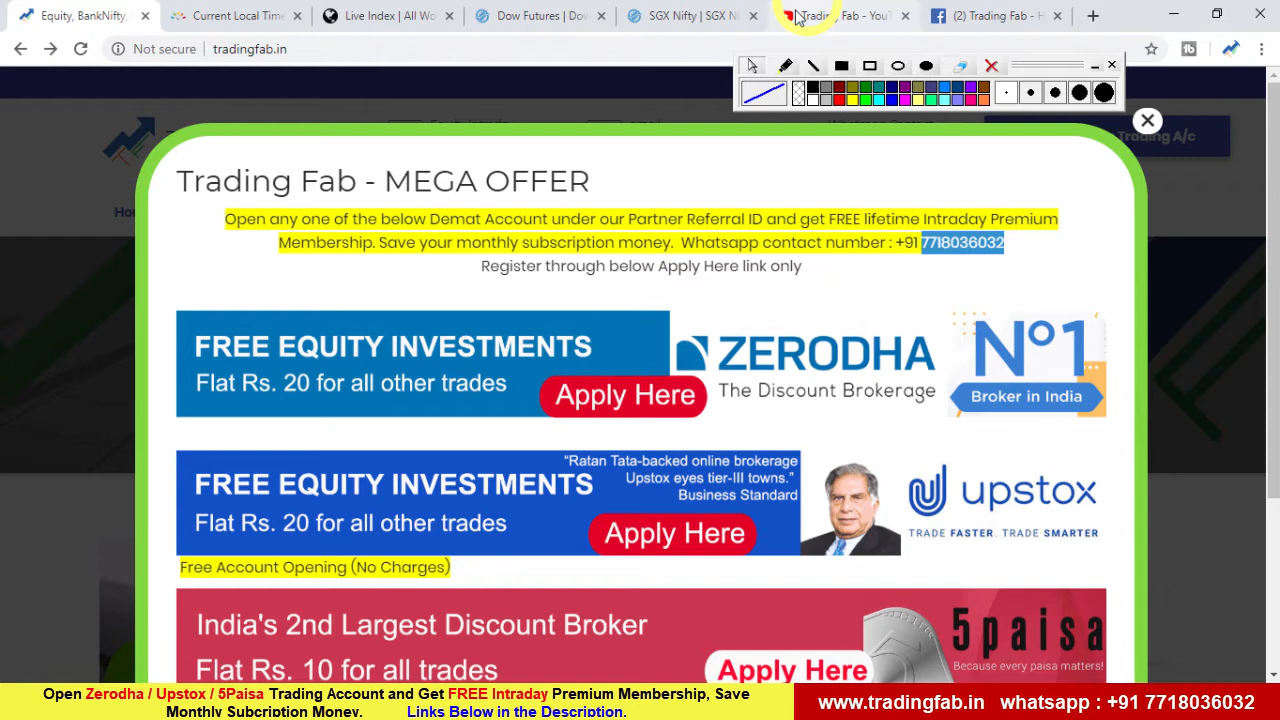 Equity, BankNifty,
Current Local Time
Live Index | All Wo
Dow Futures | Do
SGX Nifty | SGX N
Trading Fab - YouT
(2) Trading Fab - H
Not secure
tradingfab.in
Trading A/c
Trading Fab - MEGA OFFER
Open any one of the below Demat Account under our Partner Referral ID and get FREE lifetime Intraday Premium
Membership. Save your monthly subscription money. Whatsapp contact number : +91 7718036032
Register through below Apply Here link only
FREE EQUITY INVESTMENTS
Flat Rs. 20 for all other trades
Apply Here
ZERODHA
The Discount Brokerage
Nº1
Broker in India
FREE EQUITY INVESTMENTS
Flat Rs. 20 for all other trades
“Ratan Tata-backed online brokerage
Upstox eyes tier-III towns.”
Business Standard
Apply Here
upstox
TRADE FASTER. TRADE SMARTER
Free Account Opening (No Charges)
India's 2nd Largest Discount Broker
Flat Rs. 10 for all trades
Apply Here
5paisa
Because every paisa matters!
Open Zerodha / Upstox / 5Paisa Trading Account and Get FREE Intraday Premium Membership, Save
Monthly Subcription Money. Links Below in the Description.
www.tradingfab.in whatsapp : +91 7718036032